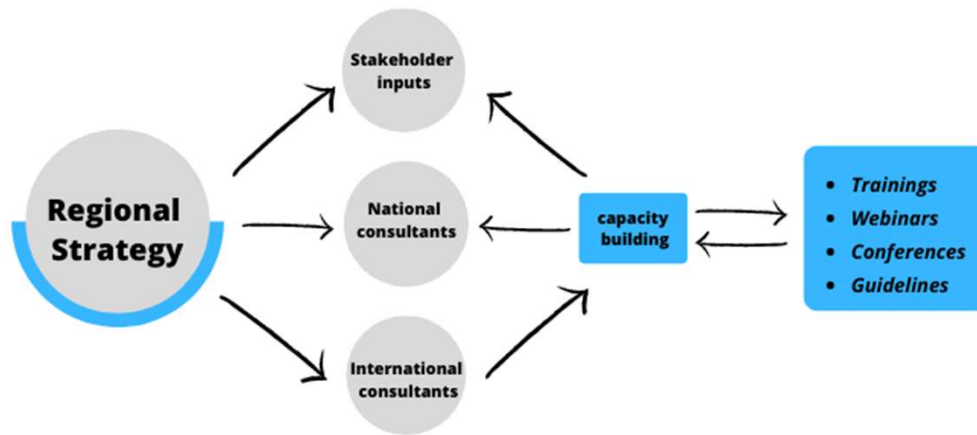 Regional
Strategy
Stakeholder
inputs
National
consultants
International
consultants
capacity
building
• Trainings
• Webinars
• Conferences
• Guidelines